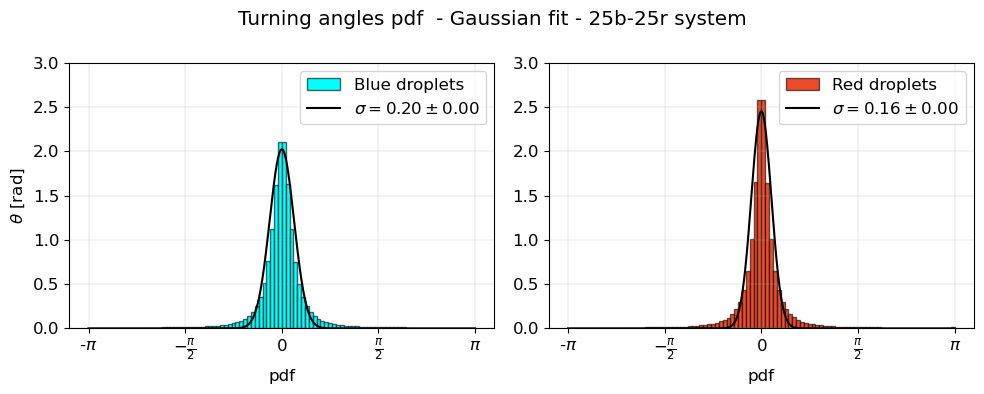 Turning angles pdf - Gaussian fit - 25b-25r system
θ [rad]
3.0
2.5
2.0
1.5
1.0
0.5
0.0
Blue droplets
σ = 0.20 ± 0.00
-π
−π/2
0
π/2
π
pdf
3.0
2.5
2.0
1.5
1.0
0.5
0.0
Red droplets
σ = 0.16 ± 0.00
-π
−π/2
0
π/2
π
pdf